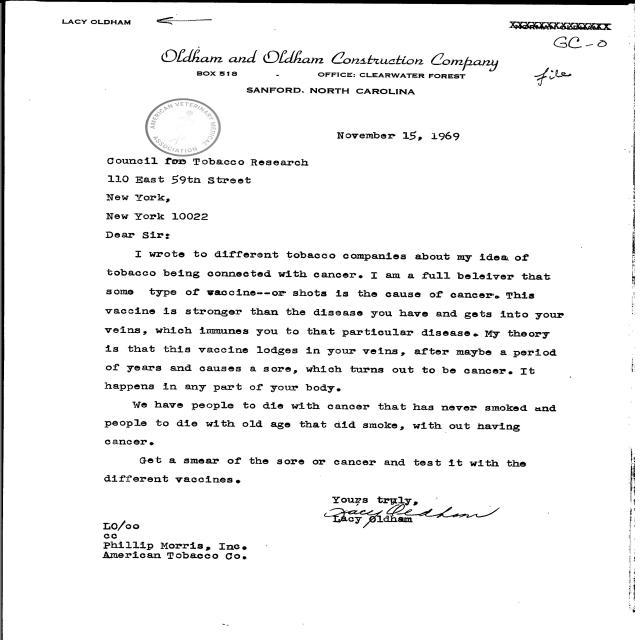 LACY OLDHAM
XXXXXXXXXXXXXX
GC-0
Oldham and Oldham Construction Company
file
BOX 518 - OFFICE: CLEARWATER FOREST
SANFORD, NORTH CAROLINA
AMERICAN VETERINARY MEDICAL ASSOCIATION
November 15, 1969
Council for Tobacco Research
110 East 59tn Street
New York,
New York 10022
Dear Sir:
I wrote to different tobacco companies about my idea of
tobacco being connected with cancer. I am a full beleiver that
some type of vaccine--or shots is the cause of cancer. This
vaccine is stronger than the disease you have and gets into your
veins, which immunes you to that particular disease. My theory
is that this vaccine lodges in your veins, after maybe a period
of years and causes a sore, which turns out to be cancer. It
happens in any part of your body.
We have people to die with cancer that has never smoked and
people to die with old age that did smoke, with out having
cancer.
Get a smear of the sore or cancer and test it with the
different vaccines.
Yours truly,
Lacy Oldham
Lacy Oldham
LO/oo
cc
Phillip Morris, Inc.
American Tobacco Co.